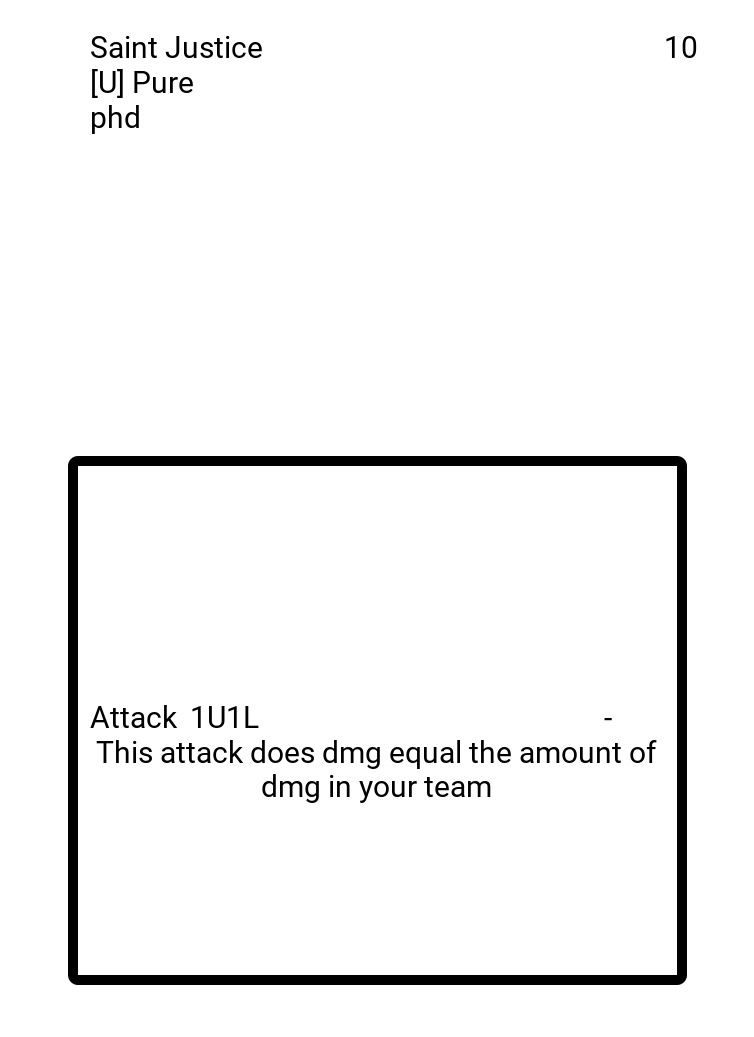 Saint Justice 10
[U] Pure
phd
Attack 1U1L -
This attack does dmg equal the amount of
dmg in your team